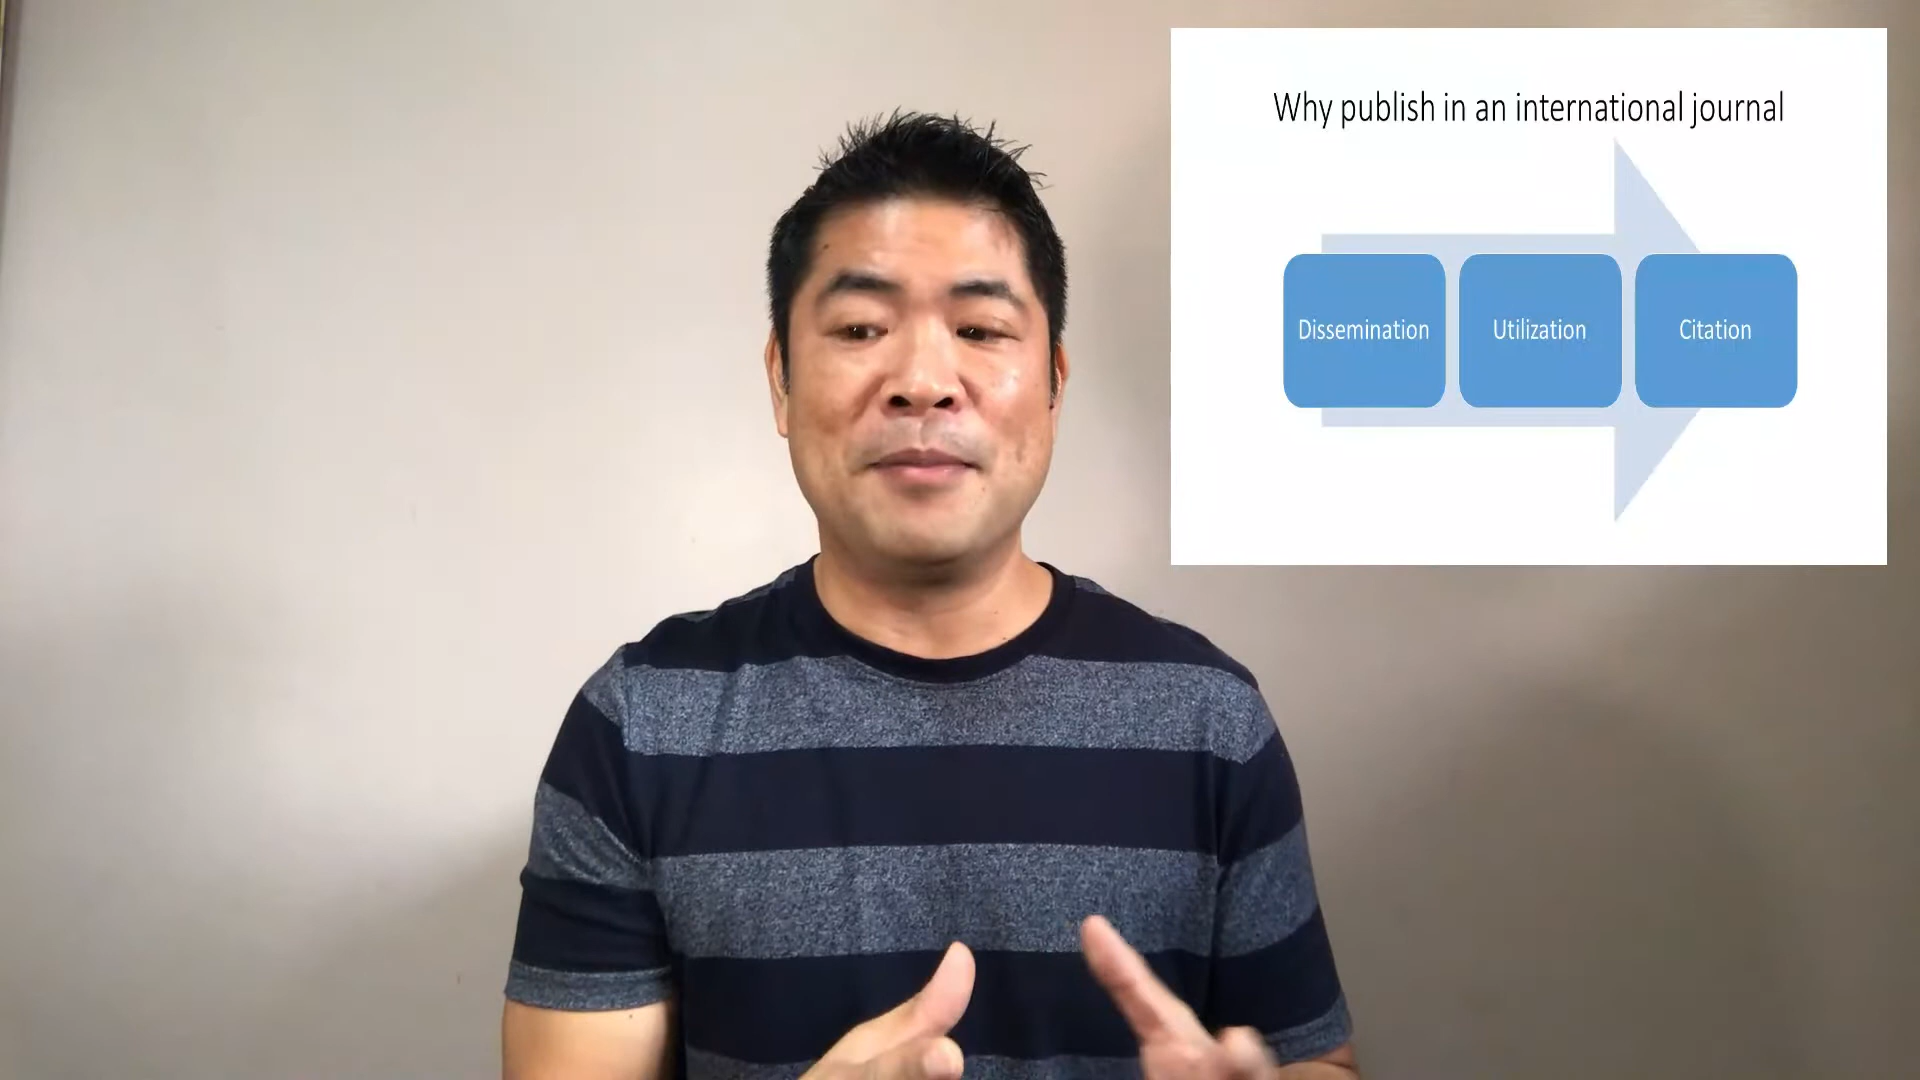 Why publish in an international journal
Dissemination
Utilization
Citation